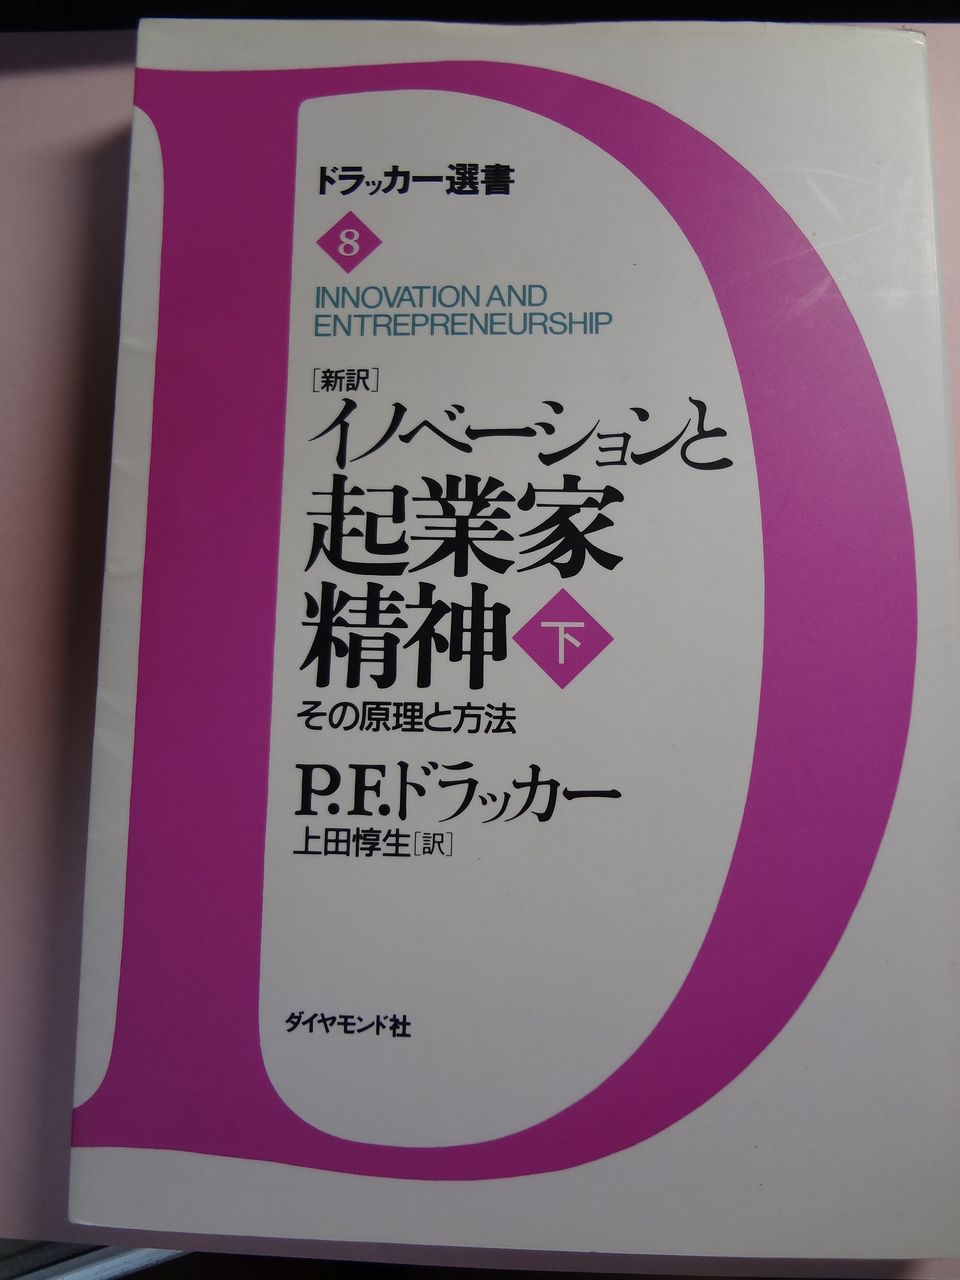 ドラッカー選書
8
INNOVATION AND
ENTREPRENEURSHIP
[新訳]
イノベーションと
起業家
精神 下
その原理と方法
P.F.ドラッカー
上田惇生[訳]
ダイヤモンド社